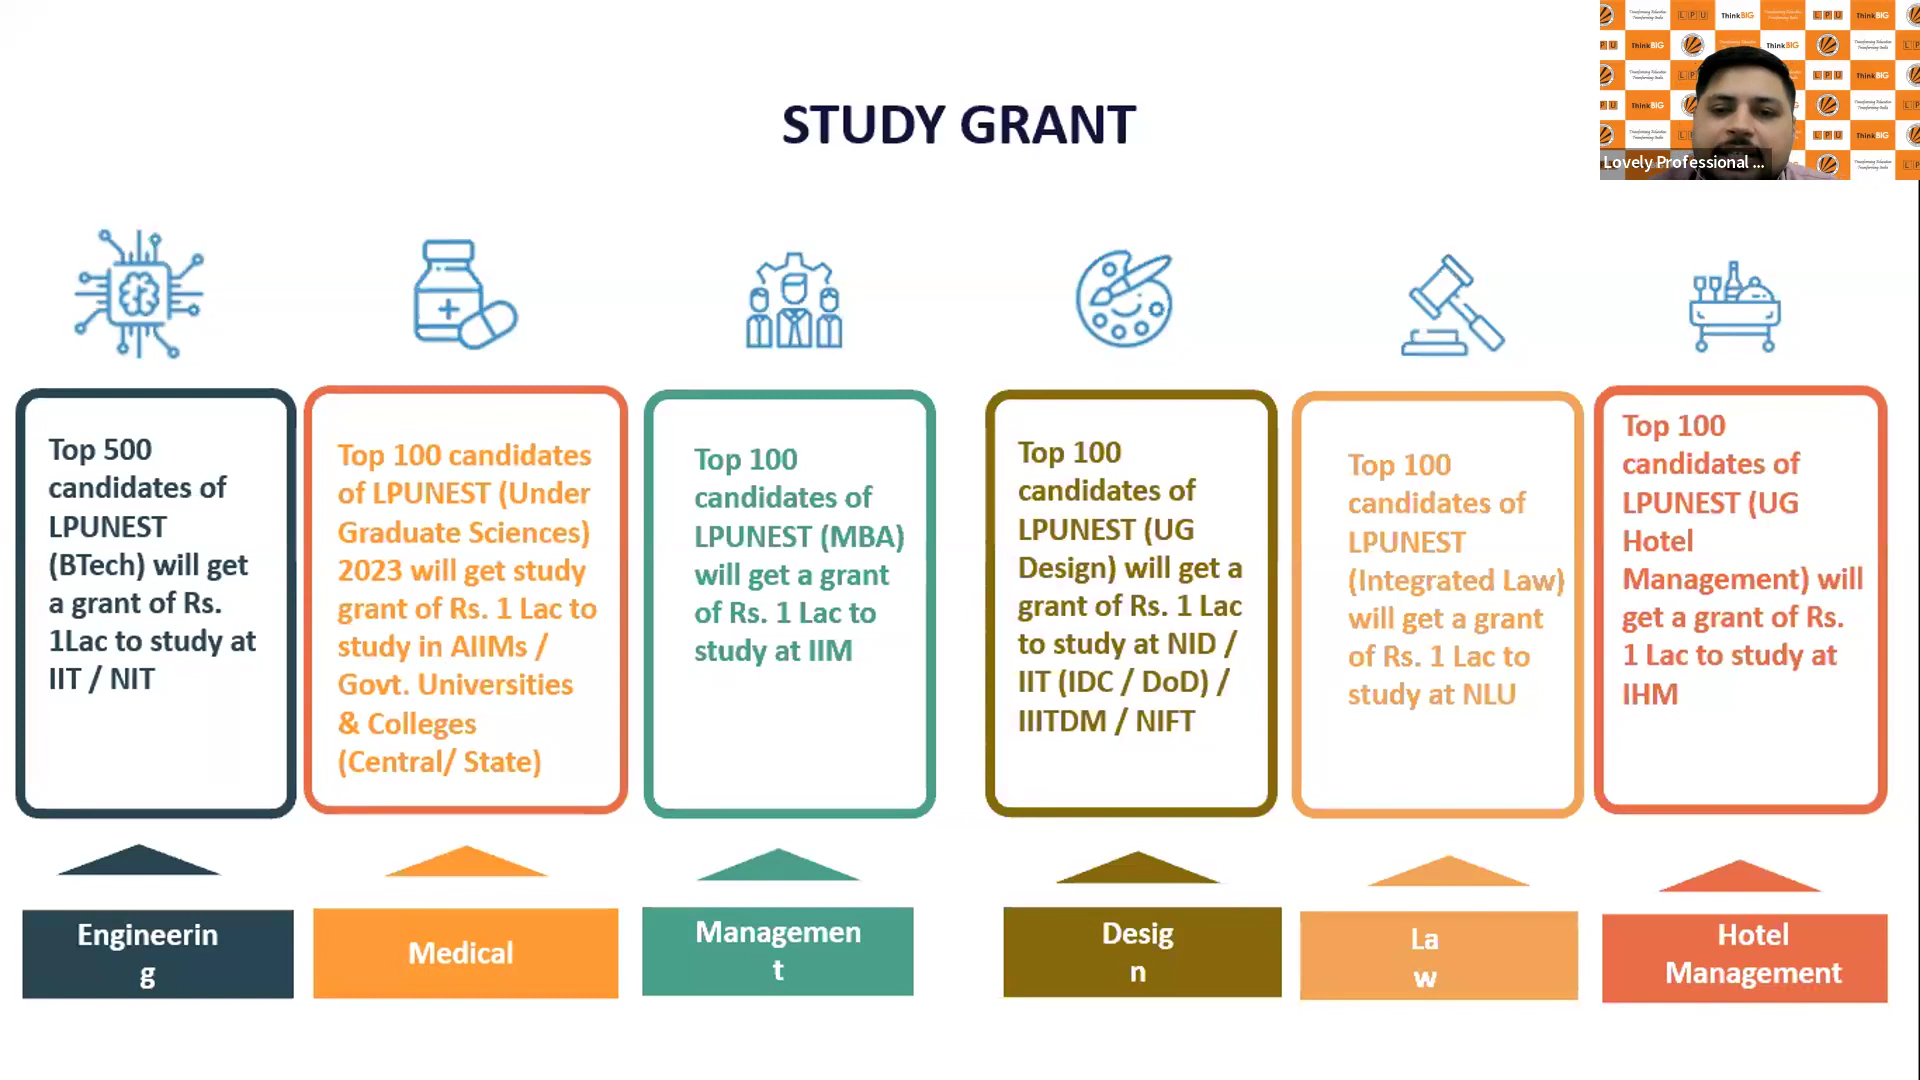 STUDY GRANT
Lovely Professional ...
Top 500
candidates of
LPUNEST
(BTech) will get
a grant of Rs.
1Lac to study at
IIT / NIT
Top 100 candidates
of LPUNEST (Under
Graduate Sciences)
2023 will get study
grant of Rs. 1 Lac to
study in AIIMs /
Govt. Universities
& Colleges
(Central/ State)
Top 100
candidates of
LPUNEST (MBA)
will get a grant
of Rs. 1 Lac to
study at IIM
Top 100
candidates of
LPUNEST (UG
Design) will get a
grant of Rs. 1 Lac
to study at NID /
IIT (IDC / DoD) /
IIITDM / NIFT
Top 100
candidates of
LPUNEST
(Integrated Law)
will get a grant
of Rs. 1 Lac to
study at NLU
Top 100
candidates of
LPUNEST (UG
Hotel
Management) will
get a grant of Rs.
1 Lac to study at
IHM
Engineerin
g
Medical
Managemen
t
Desig
n
La
w
Hotel
Management